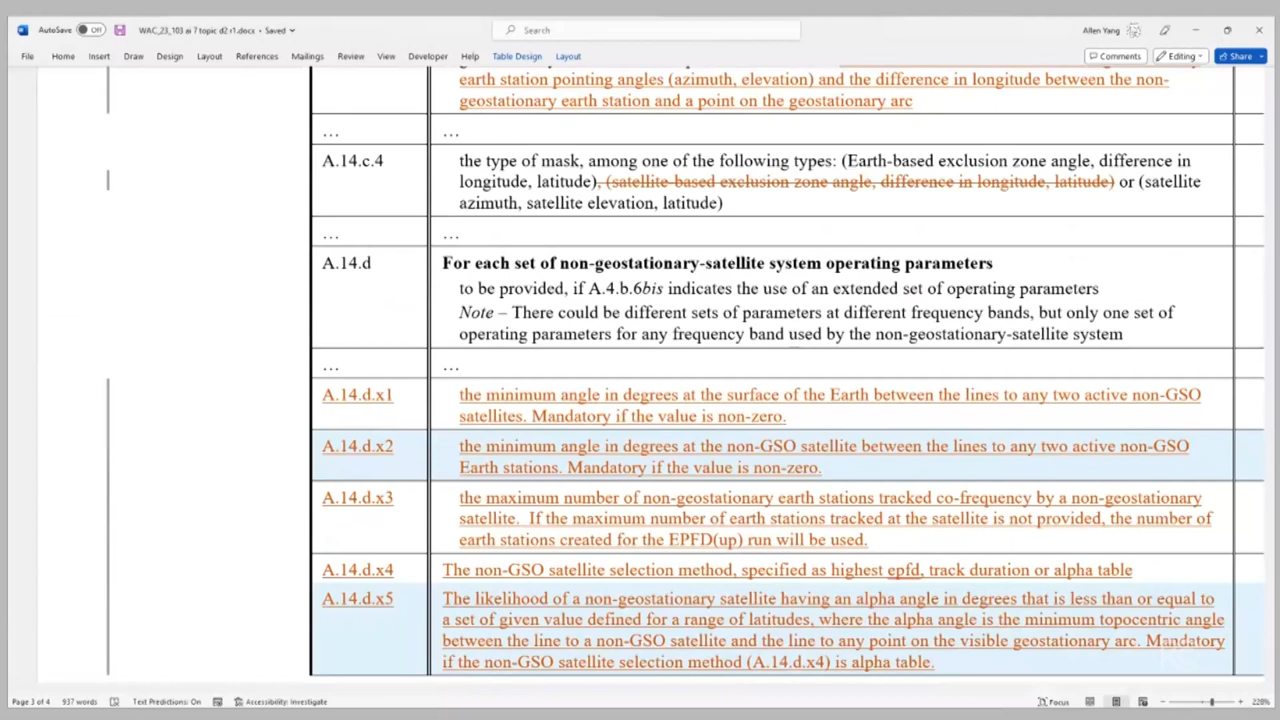 AutoSave Off WAC_23_103 ai 7 topic d2 r1.docx • Saved Search Allen Yang
File Home Insert Draw Design Layout References Mailings Review View Developer Help Table Design Layout Comments Editing Share
earth station pointing angles (azimuth, elevation) and the difference in longitude between the non-
geostationary earth station and a point on the geostationary arc
… …
A.14.c.4 the type of mask, among one of the following types: (Earth-based exclusion zone angle, difference in
longitude, latitude), (satellite-based exclusion zone angle, difference in longitude, latitude) or (satellite
azimuth, satellite elevation, latitude)
… …
A.14.d For each set of non-geostationary-satellite system operating parameters
to be provided, if A.4.b.6bis indicates the use of an extended set of operating parameters
Note – There could be different sets of parameters at different frequency bands, but only one set of
operating parameters for any frequency band used by the non-geostationary-satellite system
… …
A.14.d.x1 the minimum angle in degrees at the surface of the Earth between the lines to any two active non-GSO
satellites. Mandatory if the value is non-zero.
A.14.d.x2 the minimum angle in degrees at the non-GSO satellite between the lines to any two active non-GSO
Earth stations. Mandatory if the value is non-zero.
A.14.d.x3 the maximum number of non-geostationary earth stations tracked co-frequency by a non-geostationary
satellite. If the maximum number of earth stations tracked at the satellite is not provided, the number of
earth stations created for the EPFD(up) run will be used.
A.14.d.x4 The non-GSO satellite selection method, specified as highest epfd, track duration or alpha table
A.14.d.x5 The likelihood of a non-geostationary satellite having an alpha angle in degrees that is less than or equal to
a set of given value defined for a range of latitudes, where the alpha angle is the minimum topocentric angle
between the line to a non-GSO satellite and the line to any point on the visible geostationary arc. Mandatory
if the non-GSO satellite selection method (A.14.d.x4) is alpha table.
Page 3 of 4 937 words Text Predictions: On Accessibility: Investigate Focus 228%